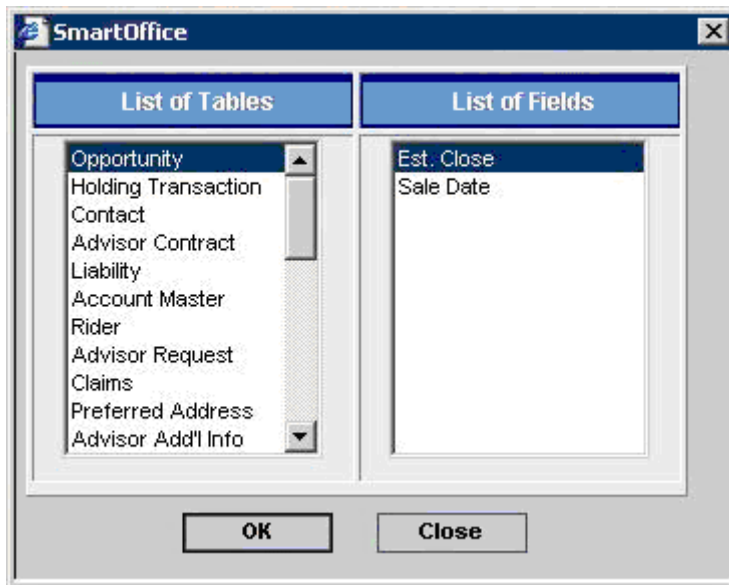 SmartOffice
List of Tables
List of Fields
Opportunity
Holding Transaction
Contact
Advisor Contract
Liability
Account Master
Rider
Advisor Request
Claims
Preferred Address
Advisor Add'l Info
Est. Close
Sale Date
OK
Close